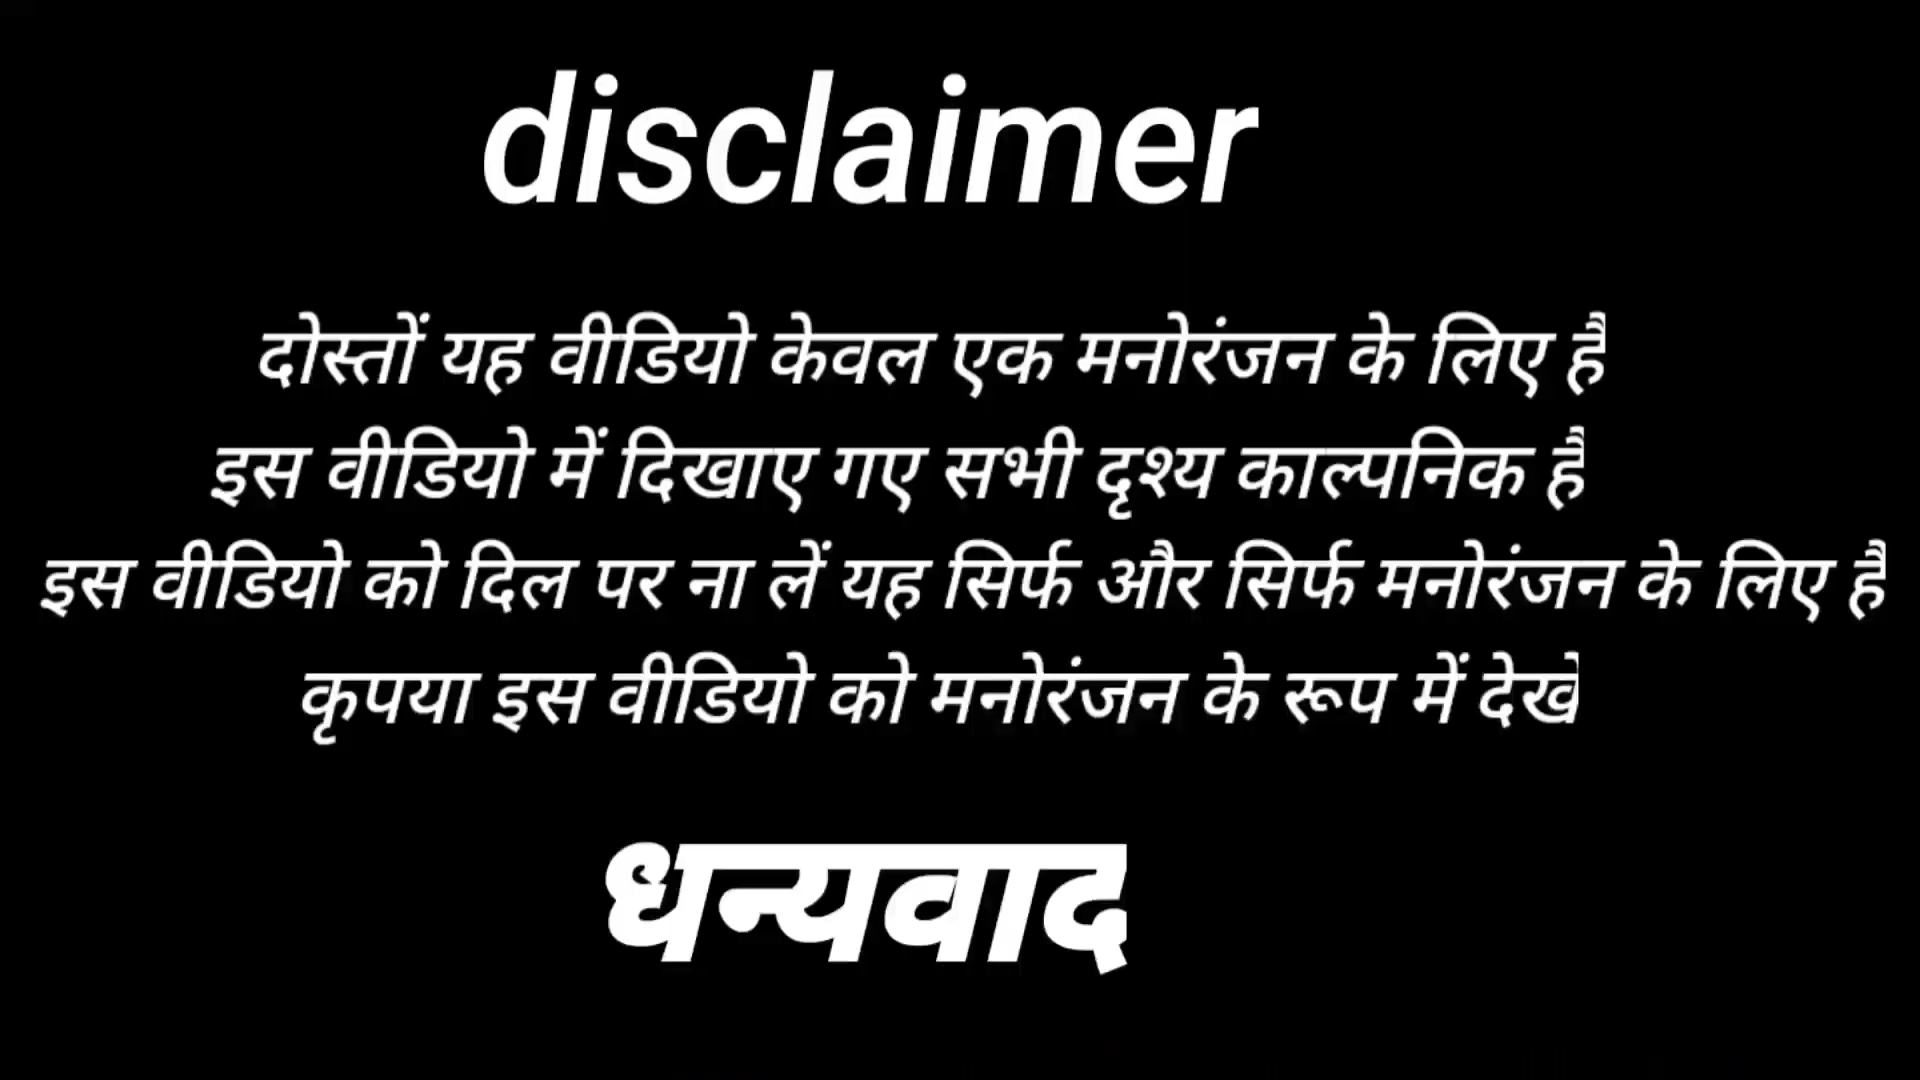 disclaimer
दोस्तों यह वीडियो केवल एक मनोरंजन के लिए है
इस वीडियो में दिखाए गए सभी दृश्य काल्पनिक है
इस वीडियो को दिल पर ना लें यह सिर्फ और सिर्फ मनोरंजन के लिए है
कृपया इस वीडियो को मनोरंजन के रूप में देखे
धन्यवाद